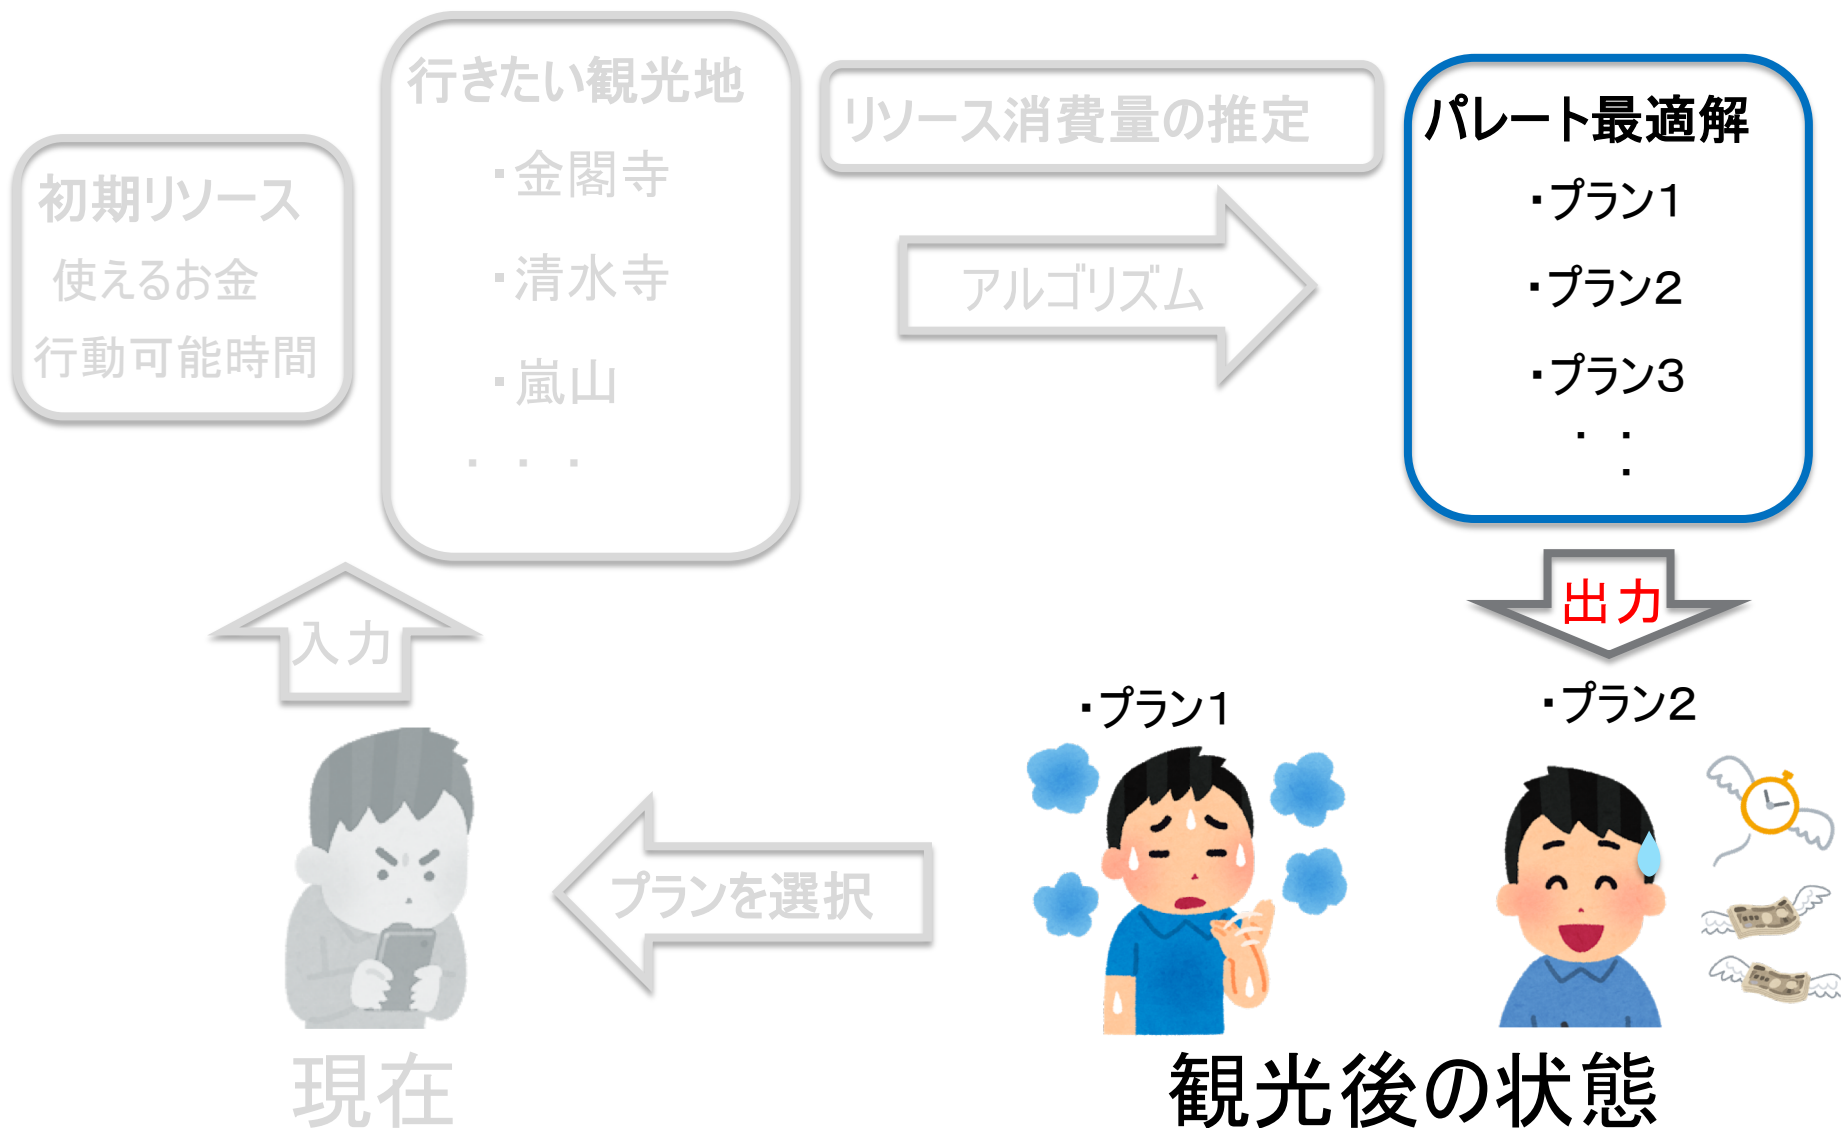 初期リソース
使えるお金
行動可能時間
行きたい観光地
・金閣寺
・清水寺
・嵐山
・・・
リソース消費量の推定
アルゴリズム
パレート最適解
・プラン1
・プラン2
・プラン3
・・・
出力
・プラン1
・プラン2
観光後の状態
プランを選択
入力
現在